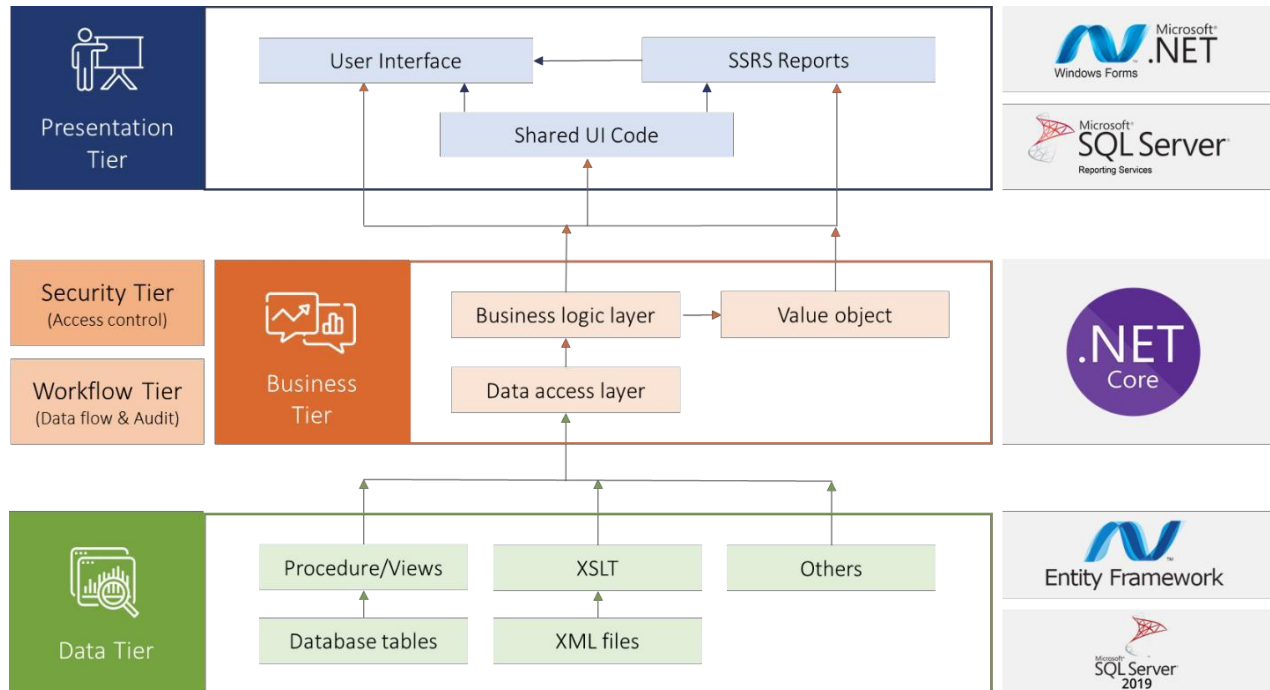 Presentation
Tier
User Interface
SSRS Reports
Shared UI Code
Microsoft®
.NET
Windows Forms
Microsoft®
SQL Server®
Reporting Services
Security Tier
(Access control)
Workflow Tier
(Data flow & Audit)
Business
Tier
Business logic layer
Value object
Data access layer
.NET
Core
Data Tier
Procedure/Views
XSLT
Others
Database tables
XML files
Entity Framework
Microsoft®
SQL Server®
2019